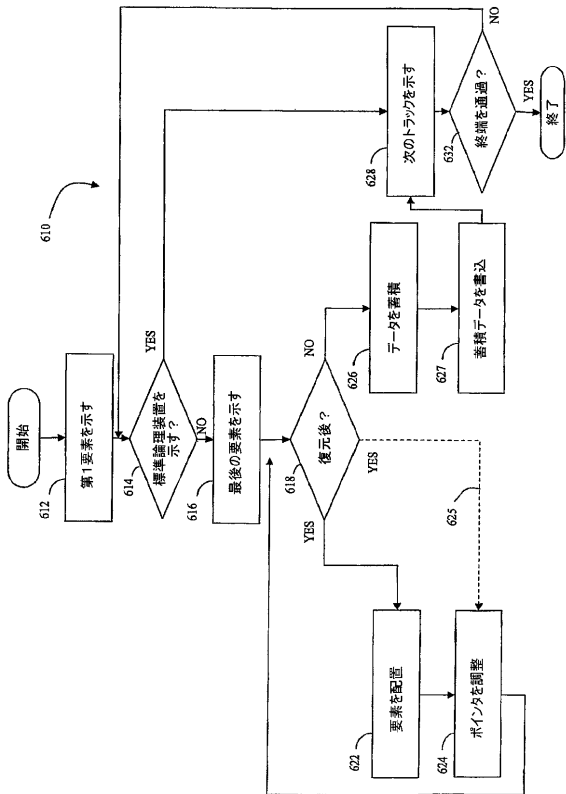 610
開始
612
第1要素を示す
614
標準論理装置を
示す?
YES
NO
616
最後の要素を示す
618
復元後?
YES
YES
NO
622
要素を配置
624
ポインタを調整
625
626
データを蓄積
627
蓄積データを書込
628
次のトラックを示す
632
終端を通過?
NO
YES
終了